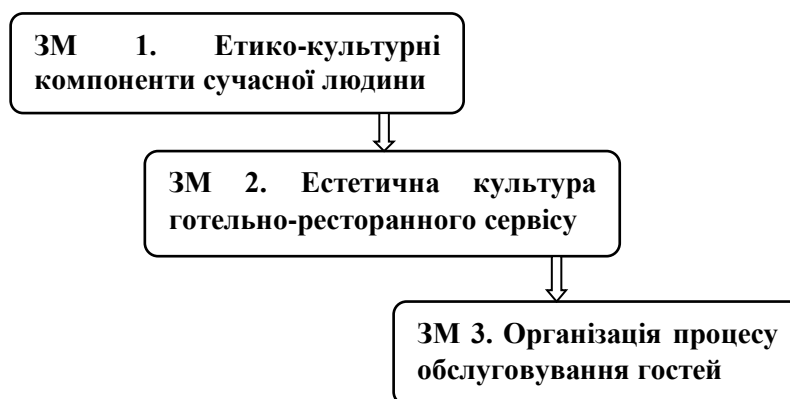 ЗМ 1. Етико-культурні
компоненти сучасної людини
ЗМ 2. Естетична культура
готельно-ресторанного сервісу
ЗМ 3. Організація процесу
обслуговування гостей